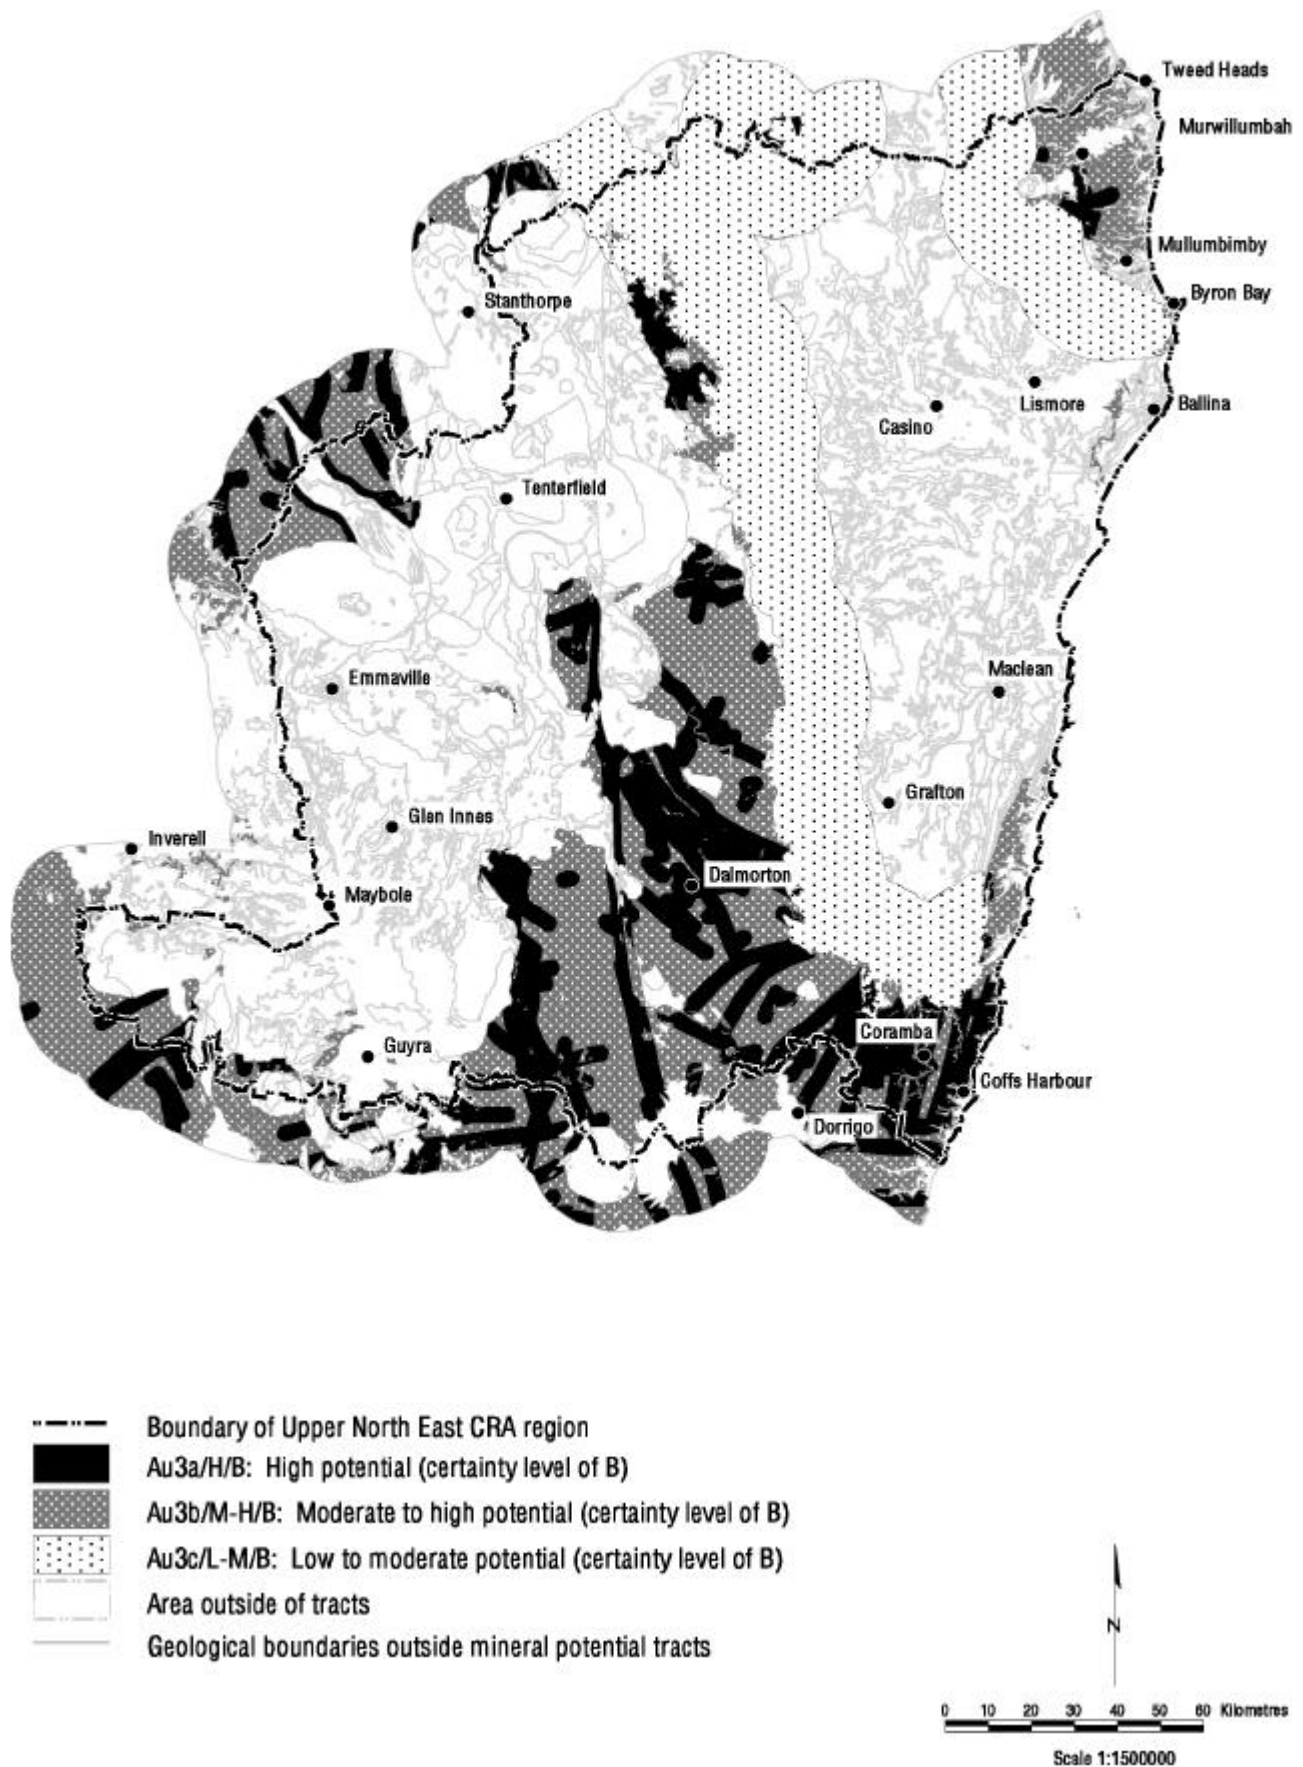 Tweed Heads
Murwillumbah
Mullumbimby
Byron Bay
Stanthorpe
Lismore
Ballina
Casino
Tenterfield
Maclean
Emmaville
Grafton
Glen Innes
Inverell
Dalmorton
Maybole
Coramba
Guyra
Coffs Harbour
Dorrigo
Boundary of Upper North East CRA region
Au3a/H/B: High potential (certainty level of B)
Au3b/M-H/B: Moderate to high potential (certainty level of B)
Au3c/L-M/B: Low to moderate potential (certainty level of B)
Area outside of tracts
Geological boundaries outside mineral potential tracts
N
0 10 20 30 40 50 60 Kilometres
Scale 1:1500000